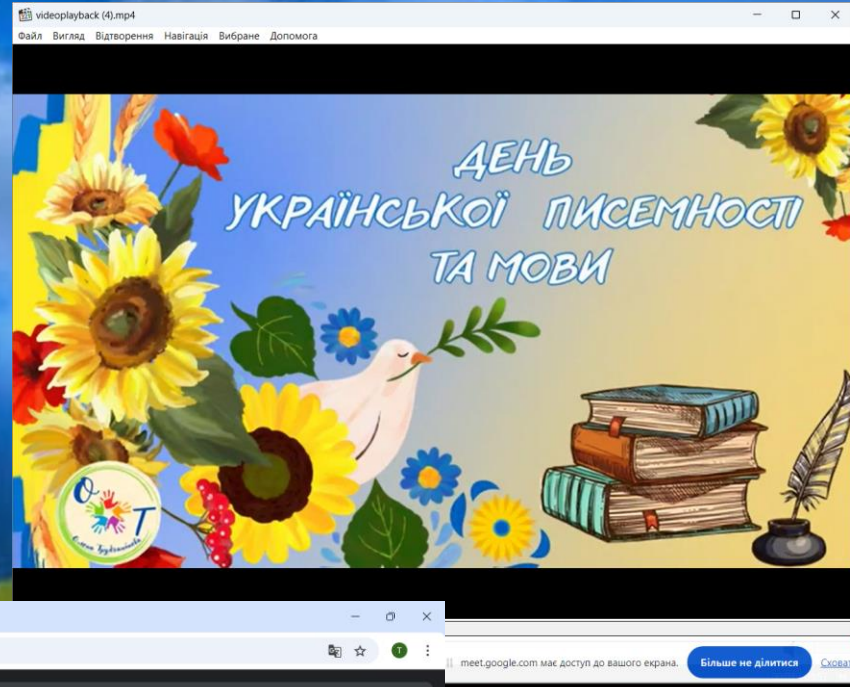 videoplayback (4).mp4
Файл Вигляд Відтворення Навігація Вибране Допомога
ДЕНЬ
УКРАЇНСЬКОЇ ПИСЕМНОСТІ
ТА МОВИ
О Т
T
meet.google.com має доступ до вашого екрана. Більше не ділитися Сховат